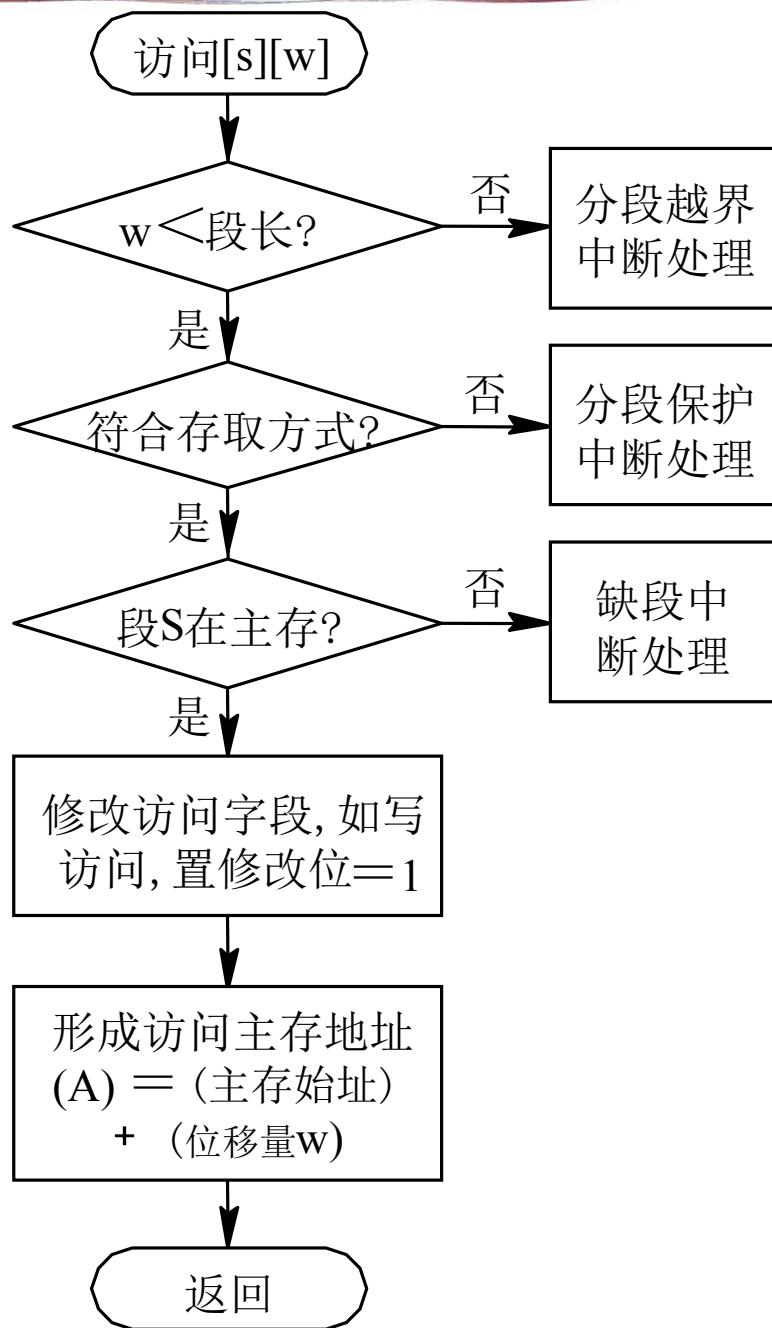 访问[s][w]
w＜段长?
否
分段越界
中断处理
是
符合存取方式?
否
分段保护
中断处理
是
段S在主存?
否
缺段中
断处理
是
修改访问字段,如写
访问,置修改位＝1
形成访问主存地址
(A) ＝（主存始址）
+ （位移量w)
返回